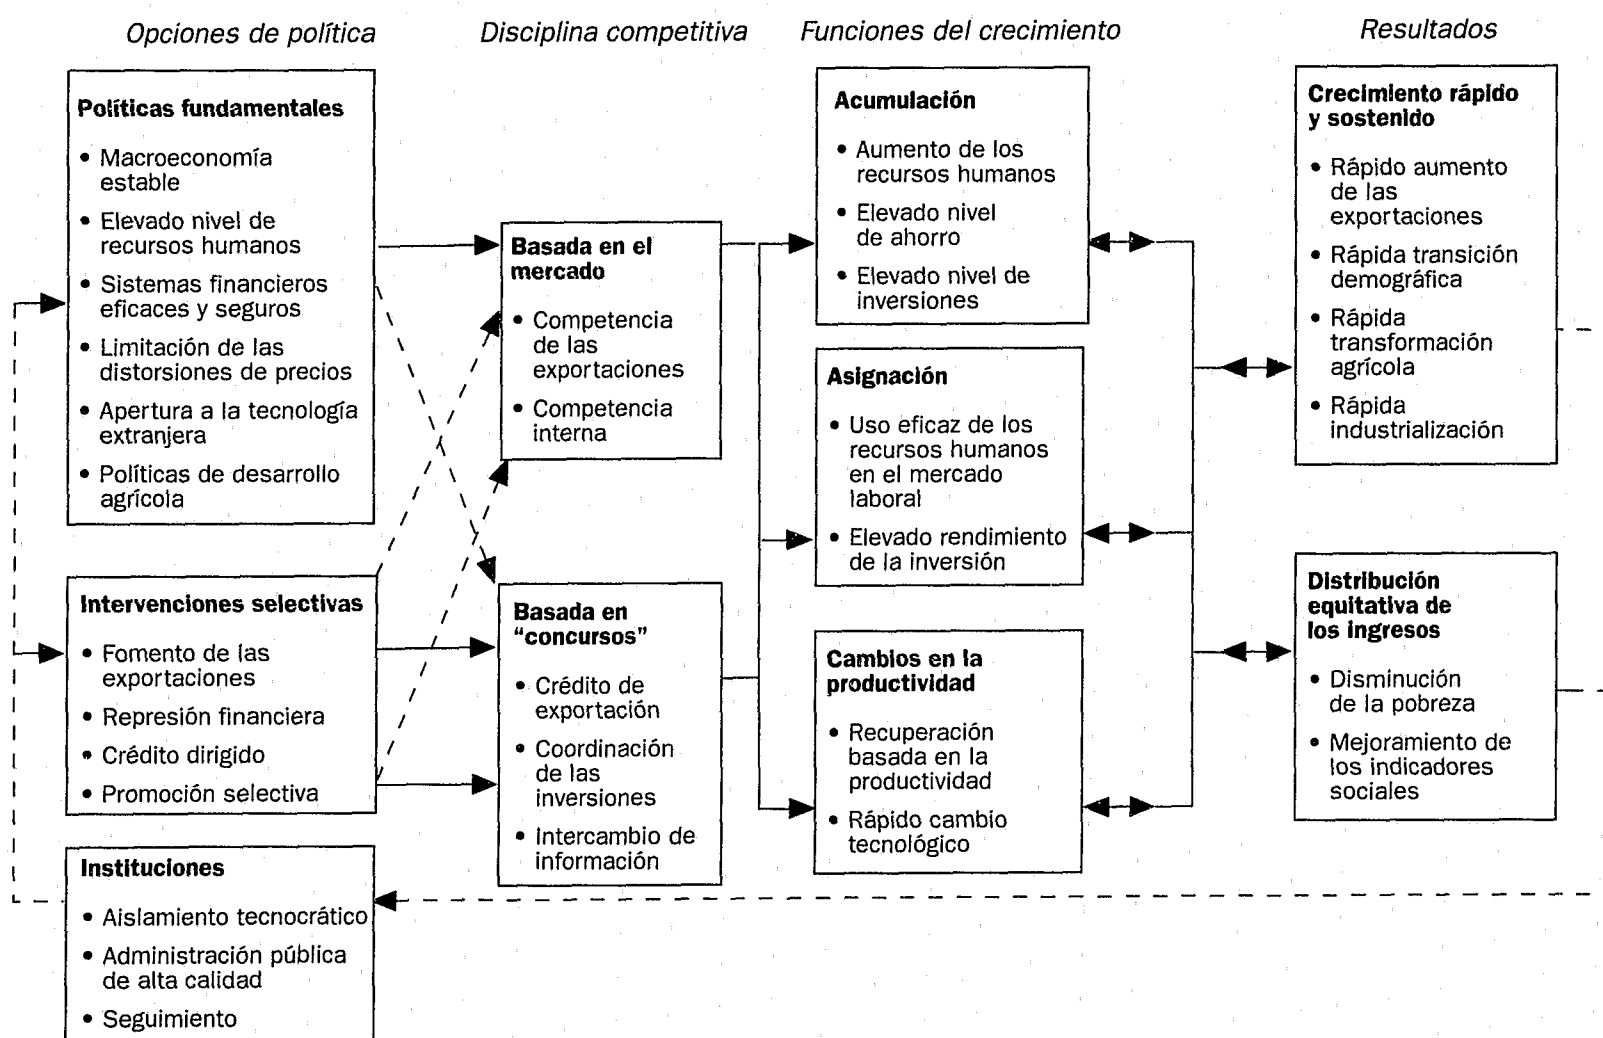 Opciones de política
Disciplina competitiva
Funciones del crecimiento
Resultados
Políticas fundamentales
• Macroeconomía
estable
• Elevado nivel de
recursos humanos
• Sistemas financieros
eficaces y seguros
• Limitación de las
distorsiones de precios
• Apertura a la tecnología
extranjera
• Políticas de desarrollo
agrícola
Intervenciones selectivas
• Fomento de las
exportaciones
• Represión financiera
• Crédito dirigido
• Promoción selectiva
Instituciones
• Aislamiento tecnocrático
• Administración pública
de alta calidad
• Seguimiento
Basada en el
mercado
• Competencia
de las
exportaciones
• Competencia
interna
Basada en
“concursos”
• Crédito de
exportación
• Coordinación
de las
inversiones
• Intercambio de
información
Acumulación
• Aumento de los
recursos humanos
• Elevado nivel
de ahorro
• Elevado nivel de
inversiones
Asignación
• Uso eficaz de los
recursos humanos
en el mercado
laboral
• Elevado rendimiento
de la inversión
Cambios en la
productividad
• Recuperación
basada en la
productividad
• Rápido cambio
tecnológico
Crecimiento rápido
y sostenido
• Rápido aumento
de las
exportaciones
• Rápida transición
demográfica
• Rápida
transformación
agrícola
• Rápida
industrialización
Distribución
equitativa de
los ingresos
• Disminución
de la pobreza
• Mejoramiento de
los indicadores
sociales